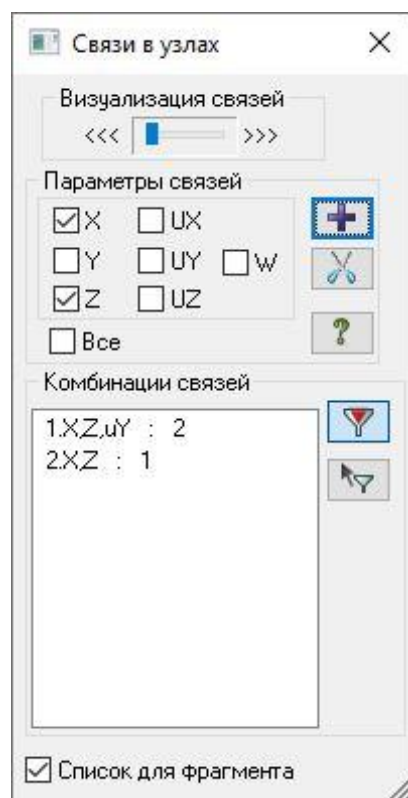 Связи в узлах
Визуализация связей
<<< >>>
Параметры связей
X UX
Y UY W
Z UZ
Все
Комбинации связей
1.X,Z,uY : 2
2.X,Z : 1
Список для фрагмента